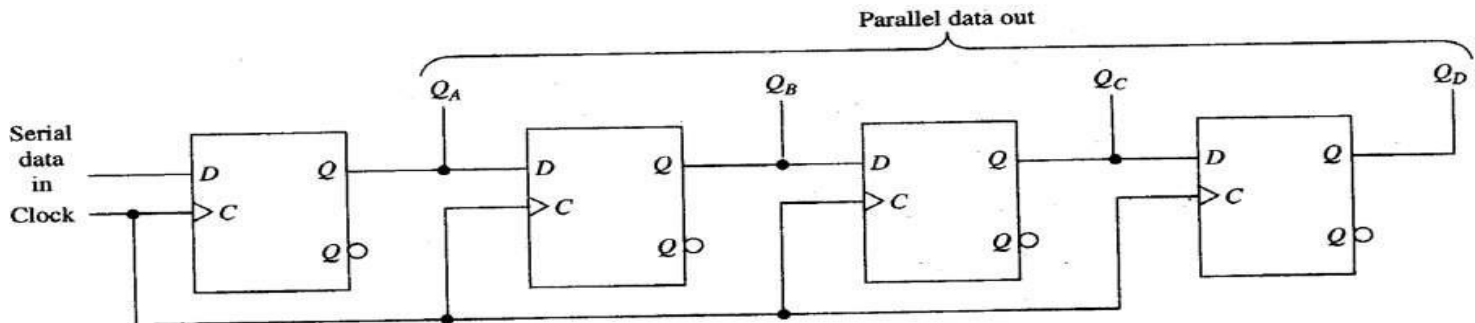 Parallel data out
Q_A Q_B Q_C Q_D
Serial
data
in
Clock
D Q D Q D Q D Q
C C C C
Q Q Q Q